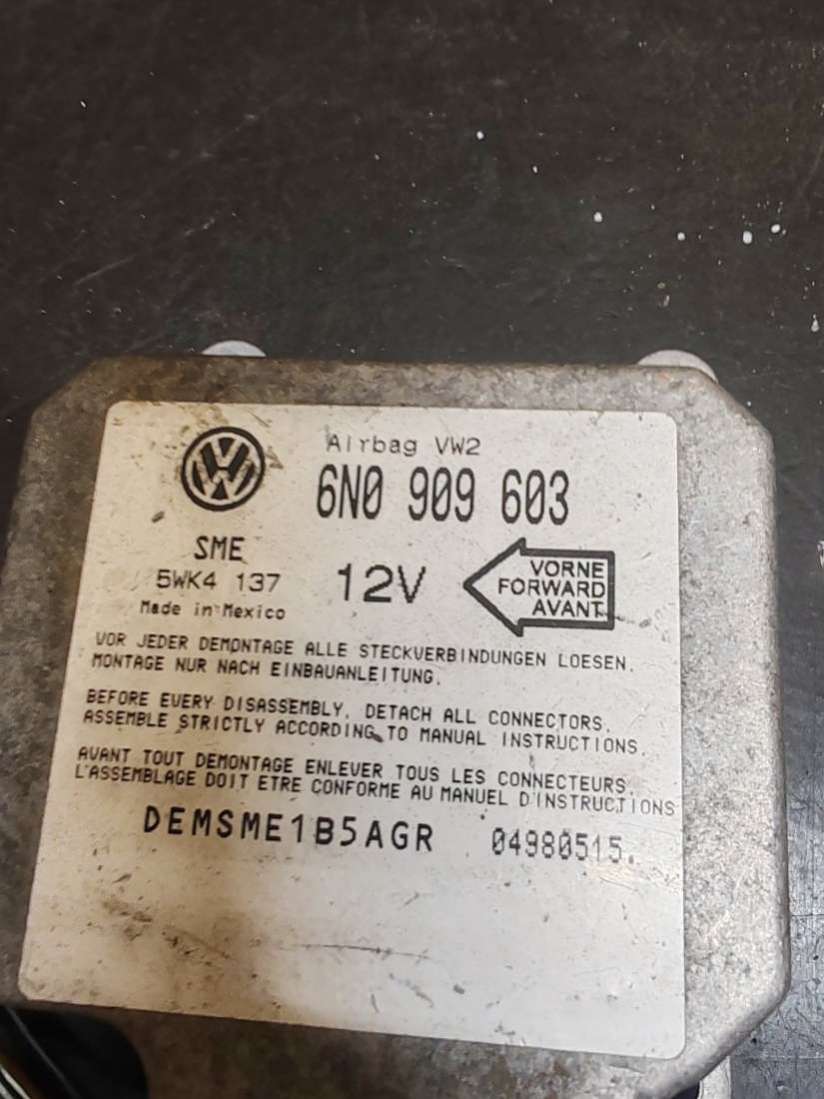 Airbag VW2
6N0 909 603
SME
5WK4 137
Made in Mexico
12V
VORNE
FORWARD
AVANT
VOR JEDER DEMONTAGE ALLE STECKVERBINDUNGEN LOESEN.
MONTAGE NUR NACH EINBAUANLEITUNG.
BEFORE EVERY DISASSEMBLY, DETACH ALL CONNECTORS.
ASSEMBLE STRICTLY ACCORDING TO MANUAL INSTRUCTIONS.
AVANT TOUT DEMONTAGE ENLEVER TOUS LES CONNECTEURS.
L'ASSEMBLAGE DOIT ETRE CONFORME AU MANUEL D'INSTRUCTIONS
DEMSME1B5AGR 04980515.